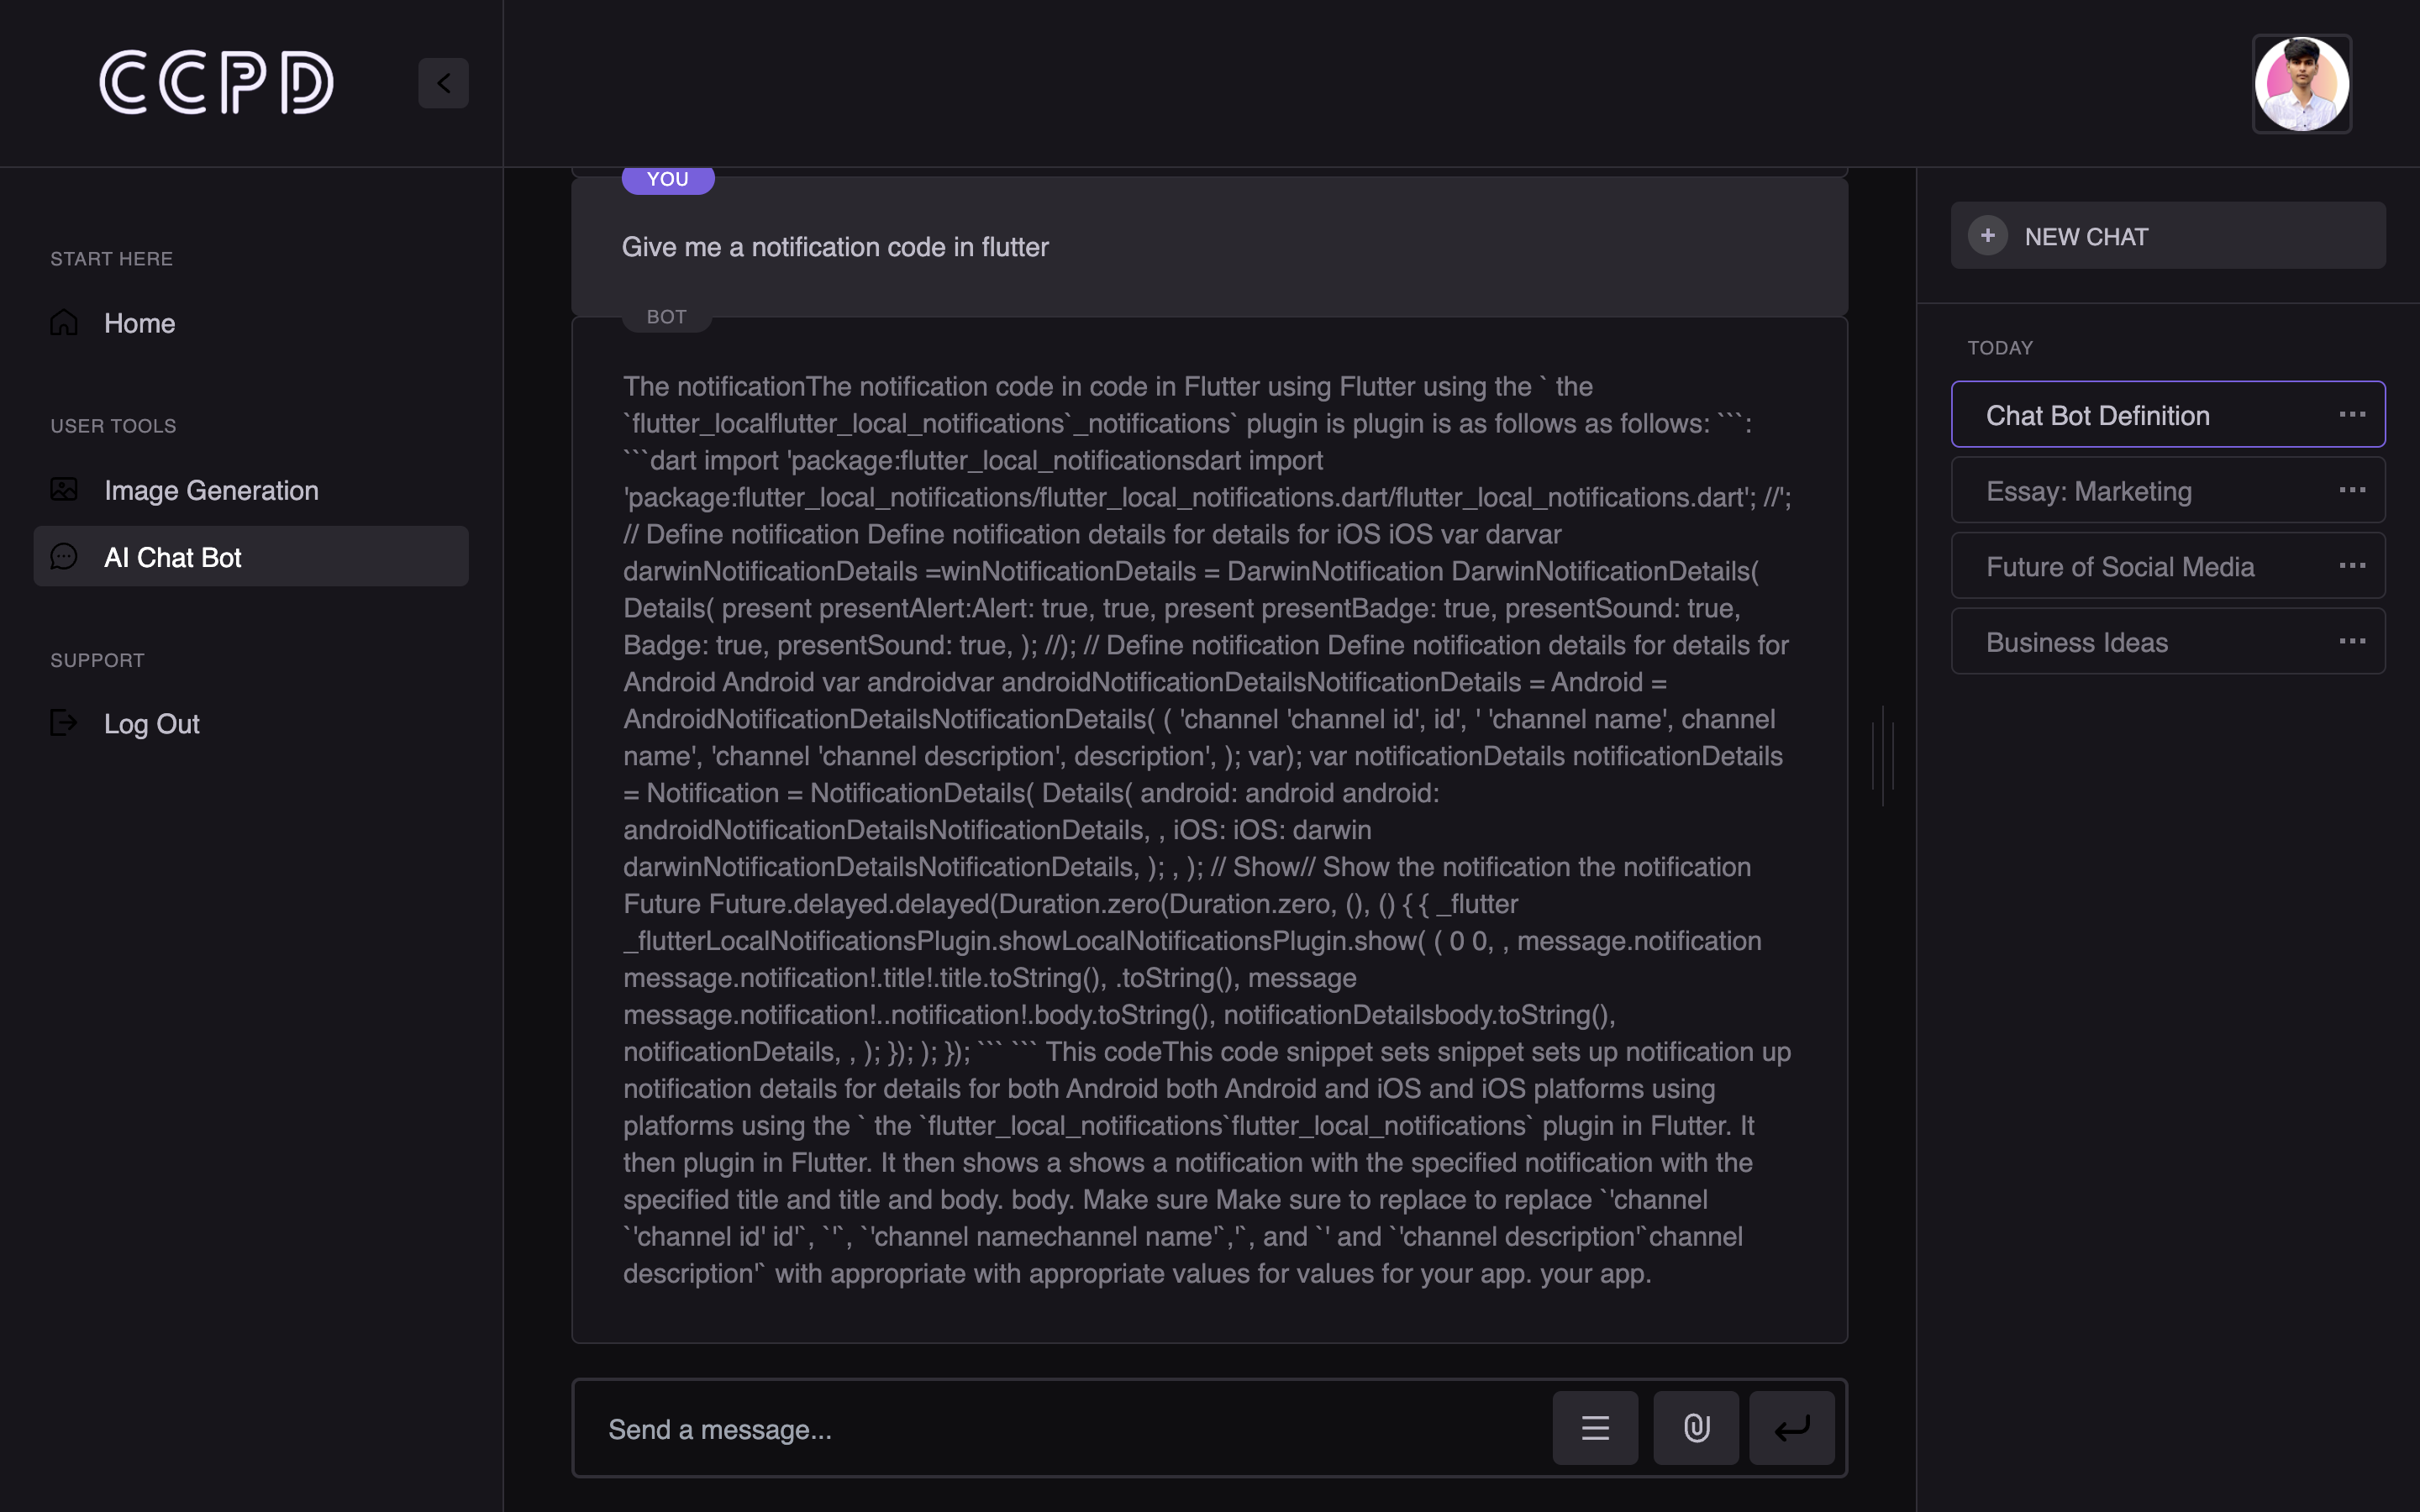 CCPD
START HERE
Home
USER TOOLS
Image Generation
AI Chat Bot
SUPPORT
Log Out
YOU
Give me a notification code in flutter
BOT
The notificationThe notification code in code in Flutter using Flutter using the ` the
`flutter_localflutter_local_notifications`_notifications` plugin is plugin is as follows as follows: ```:
```dart import 'package:flutter_local_notificationsdart import
'package:flutter_local_notifications/flutter_local_notifications.dart/flutter_local_notifications.dart'; //';
// Define notification Define notification details for details for iOS iOS var darvar
darwinNotificationDetails =winNotificationDetails = DarwinNotification DarwinNotificationDetails(
Details( present presentAlert:Alert: true, true, present presentBadge: true, presentSound: true,
Badge: true, presentSound: true, ); //); // Define notification Define notification details for details for
Android Android var androidvar androidNotificationDetailsNotificationDetails = Android =
AndroidNotificationDetailsNotificationDetails( ( 'channel 'channel id', id', ' 'channel name', channel
name', 'channel 'channel description', description', ); var); var notificationDetails notificationDetails
= Notification = NotificationDetails( Details( android: android android:
androidNotificationDetailsNotificationDetails, , iOS: iOS: darwin
darwinNotificationDetailsNotificationDetails, ); , ); // Show// Show the notification the notification
Future Future.delayed.delayed(Duration.zero(Duration.zero, (), () { { _flutter
_flutterLocalNotificationsPlugin.showLocalNotificationsPlugin.show( ( 0 0, , message.notification
message.notification!.title!.title.toString(), .toString(), message
message.notification!..notification!.body.toString(), notificationDetailsbody.toString(),
notificationDetails, , ); }); ); }); ``` ``` This codeThis code snippet sets snippet sets up notification up
notification details for details for both Android both Android and iOS and iOS platforms using
platforms using the ` the `flutter_local_notifications`flutter_local_notifications` plugin in Flutter. It
then plugin in Flutter. It then shows a shows a notification with the specified notification with the
specified title and title and body. body. Make sure Make sure to replace to replace `'channel
`'channel id' id'`, `'`, `'channel namechannel name'`,'`, and `' and `'channel description'`channel
description'` with appropriate with appropriate values for values for your app. your app.
Send a message...
NEW CHAT
TODAY
Chat Bot Definition
Essay: Marketing
Future of Social Media
Business Ideas